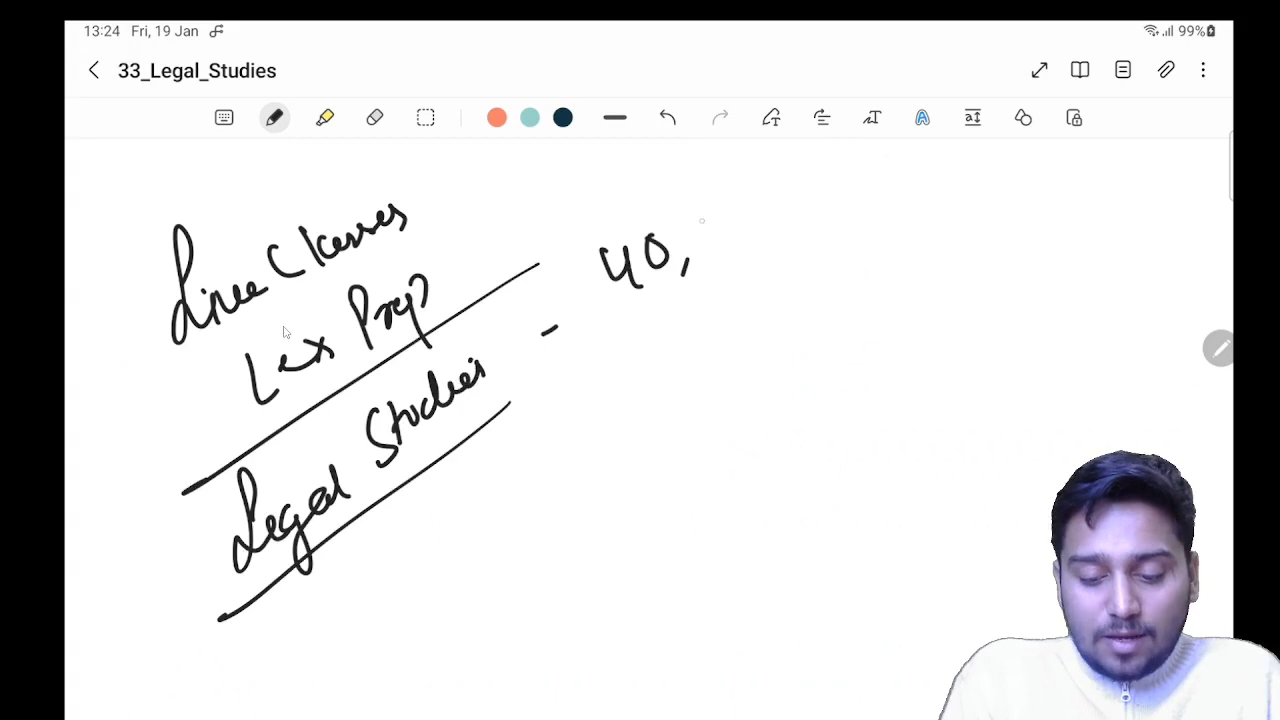 13:24 Fri, 19 Jan 99%
33_Legal_Studies
Live Classes
Lex Prep
Legal Studies - 40,